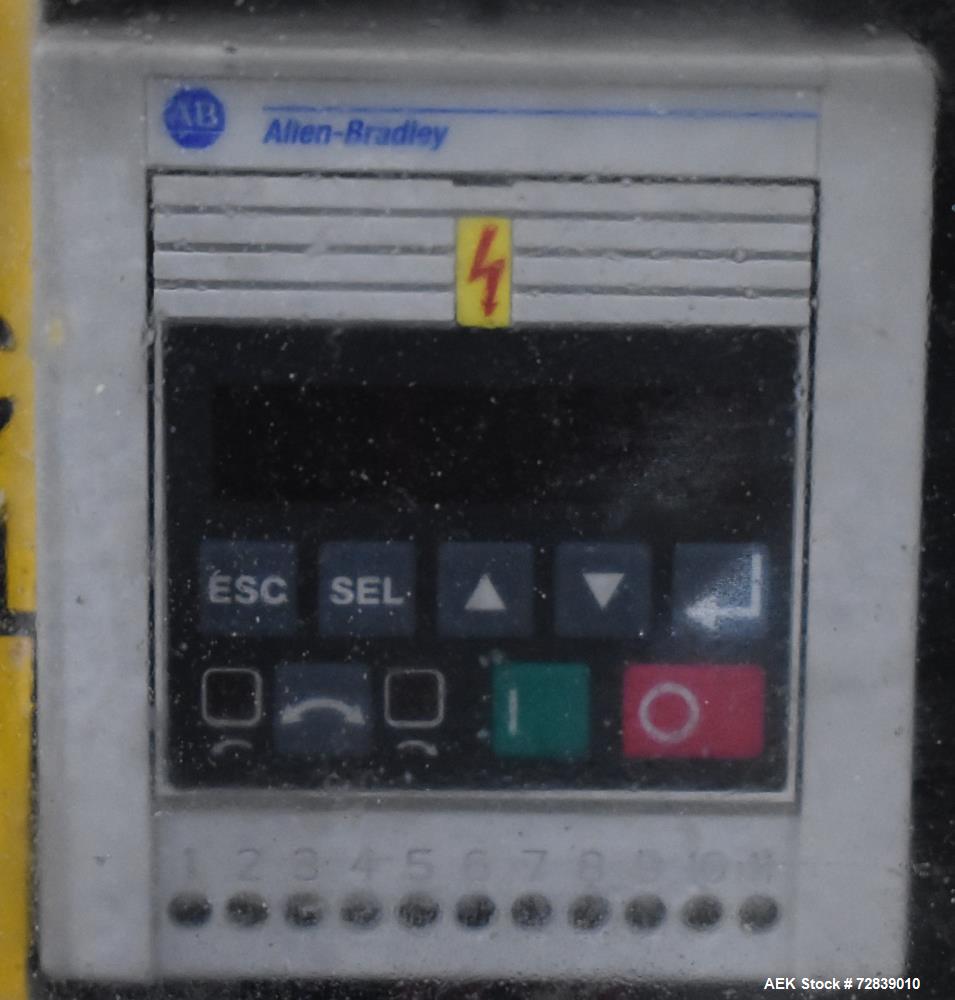 AB
Allen-Bradley
ESC SEL
1 2 3 4 5 6 7 8 9 10 11
AEK Stock # 72839010